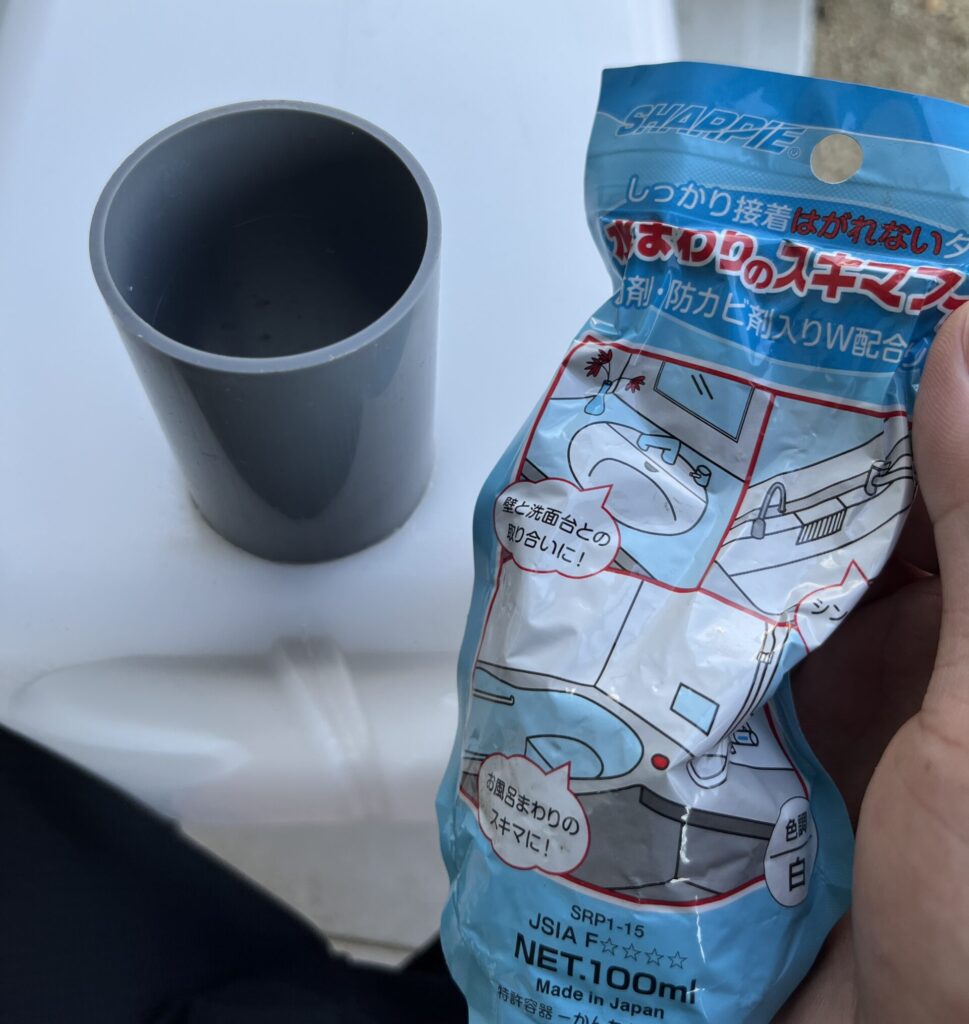 SHARPIE®
しっかり接着はがれない
水まわりのスキマ
剤・防カビ剤入りW配合
壁と洗面台との
取り合いに!
シン
お風呂まわりの
スキマに!
色調
白
SRP1-15
JSIA F☆☆☆☆
NET.100ml
Made in Japan
特許容器